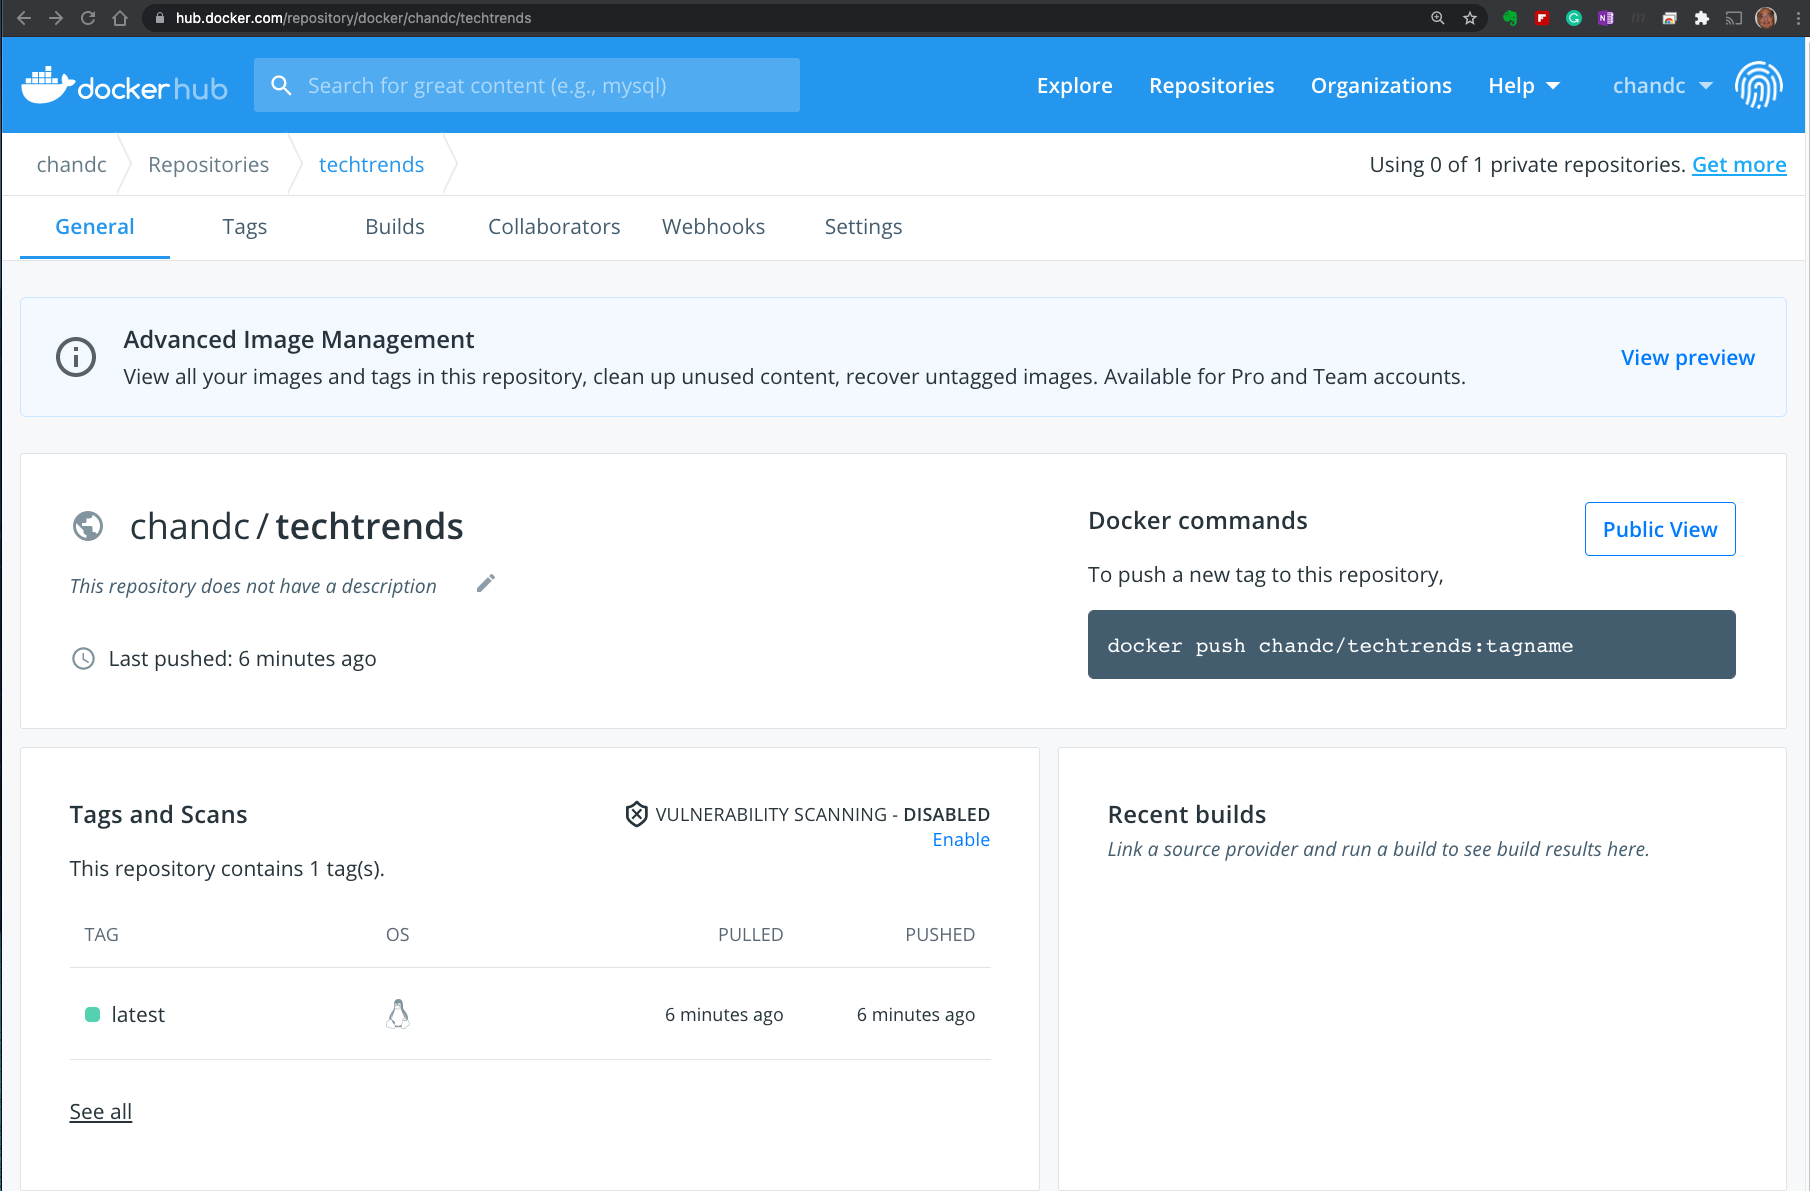 hub.docker.com/repository/docker/chandc/techtrends
docker hub
Search for great content (e.g., mysql)
Explore
Repositories
Organizations
Help
chandc
chandc
Repositories
techtrends
Using 0 of 1 private repositories. Get more
General
Tags
Builds
Collaborators
Webhooks
Settings
Advanced Image Management
View all your images and tags in this repository, clean up unused content, recover untagged images. Available for Pro and Team accounts.
View preview
chandc / techtrends
This repository does not have a description
Last pushed: 6 minutes ago
Docker commands
Public View
To push a new tag to this repository,
docker push chandc/techtrends:tagname
Tags and Scans
VULNERABILITY SCANNING - DISABLED
Enable
This repository contains 1 tag(s).
TAG
OS
PULLED
PUSHED
latest
6 minutes ago
6 minutes ago
See all
Recent builds
Link a source provider and run a build to see build results here.